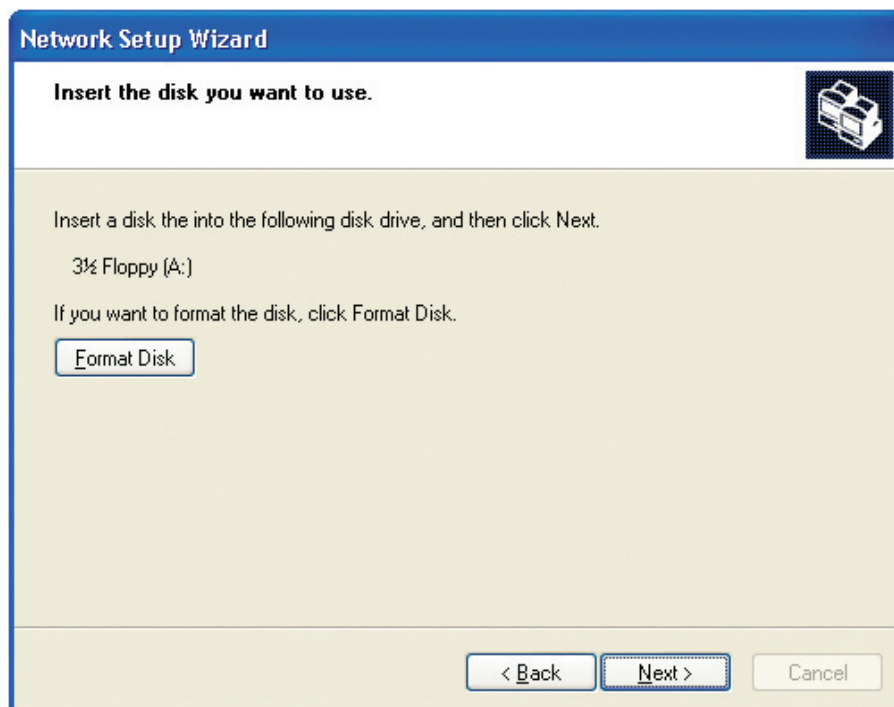 Network Setup Wizard
Insert the disk you want to use.
Insert a disk the into the following disk drive, and then click Next.
3½ Floppy (A:)
If you want to format the disk, click Format Disk.
Format Disk
< Back Next > Cancel